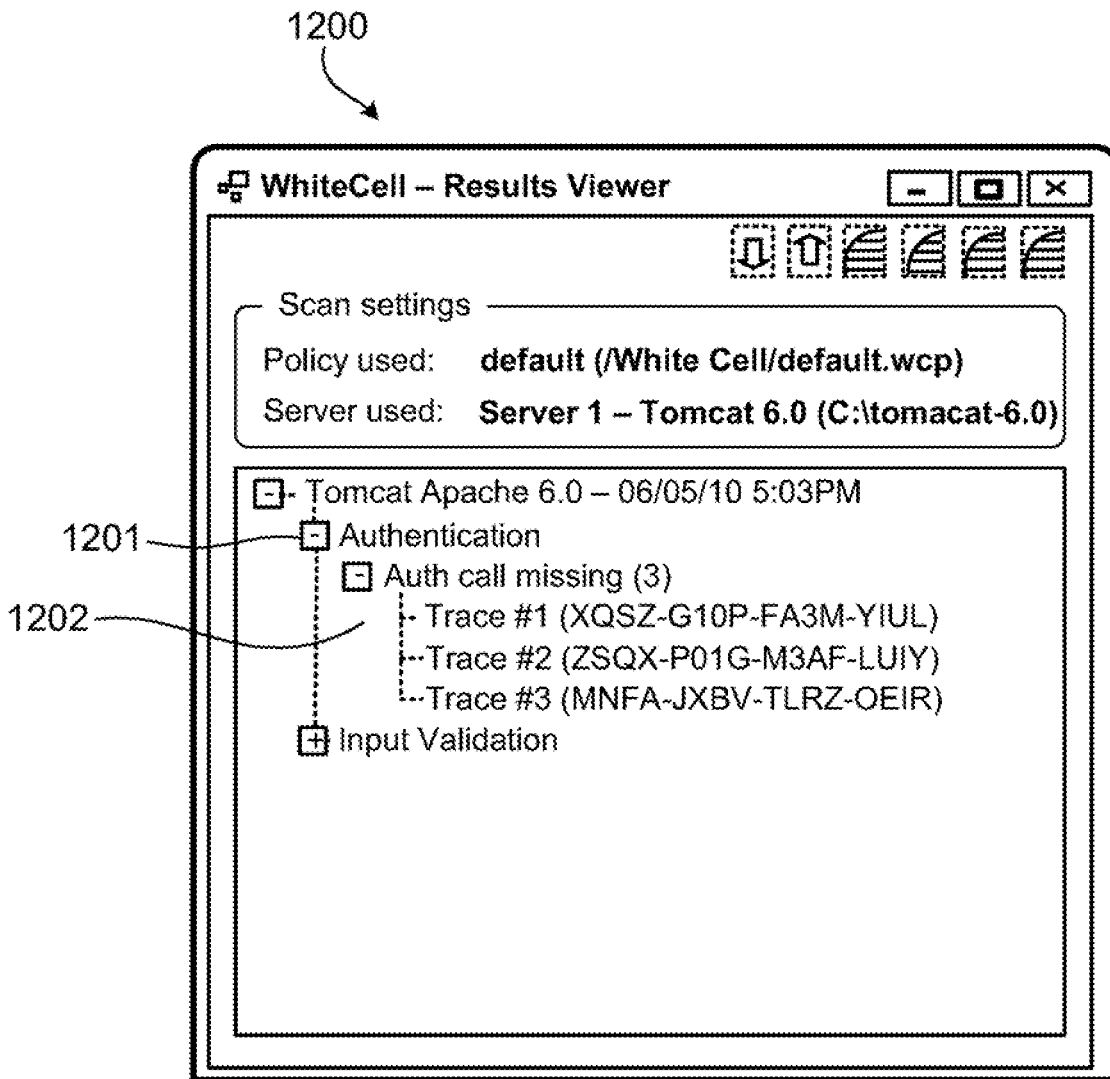 1200
WhiteCell – Results Viewer
Scan settings
Policy used: default (/White Cell/default.wcp)
Server used: Server 1 – Tomcat 6.0 (C:\tomacat-6.0)
Tomcat Apache 6.0 – 06/05/10 5:03PM
1201
Authentication
Auth call missing (3)
1202
Trace #1 (XQSZ-G10P-FA3M-YIUL)
Trace #2 (ZSQX-P01G-M3AF-LUIY)
Trace #3 (MNFA-JXBV-TLRZ-OEIR)
Input Validation